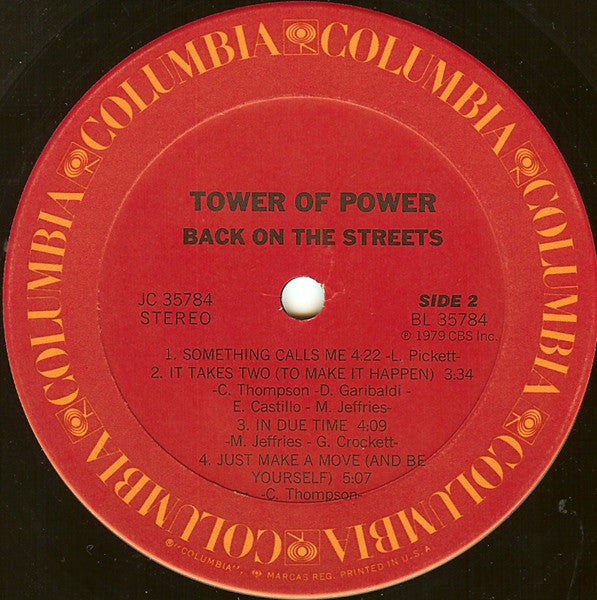 COLUMBIA COLUMBIA COLUMBIA COLUMBIA COLUMBIA COLUMBIA
TOWER OF POWER
BACK ON THE STREETS
JC 35784
STEREO
SIDE 2
BL 35784
℗ 1979 CBS Inc.
1. SOMETHING CALLS ME 4:22 -L. Pickett-
2. IT TAKES TWO (TO MAKE IT HAPPEN) 3:34
-C. Thompson -D. Garibaldi -
E. Castillo - M. Jeffries-
3. IN DUE TIME 4:09
-M. Jeffries - G. Crockett-
4. JUST MAKE A MOVE (AND BE
YOURSELF) 5:07
-C. Thompson-
®"COLUMBIA", MARCAS REG. PRINTED IN U.S.A.